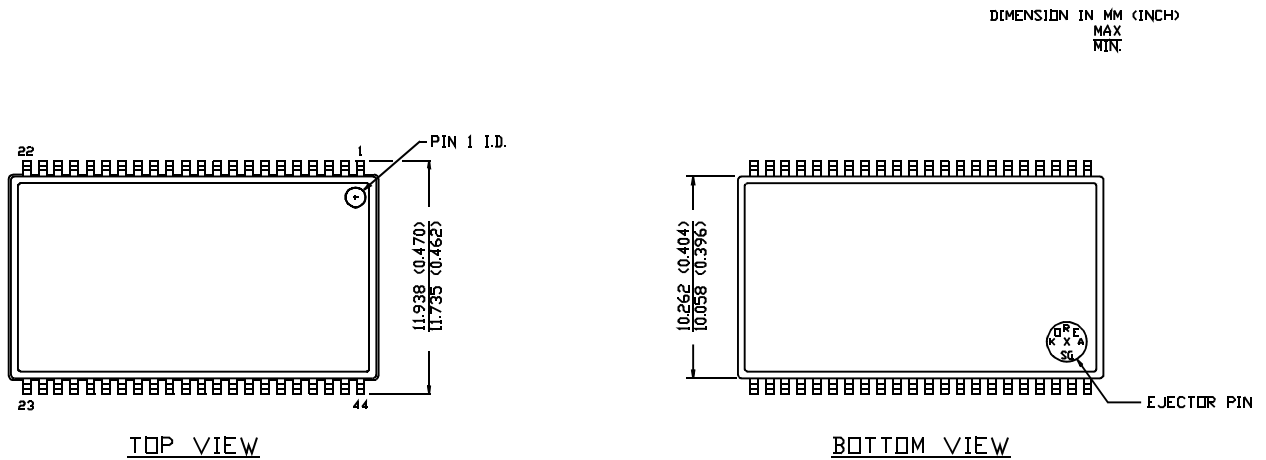 DIMENSION IN MM (INCH)
MAX
MIN.
22
1
PIN 1 I.D.
11.938 (0.470)
11.735 (0.462)
23
44
TOP VIEW
10.262 (0.404)
10.058 (0.396)
O R E
K X A
SG
EJECTOR PIN
BOTTOM VIEW